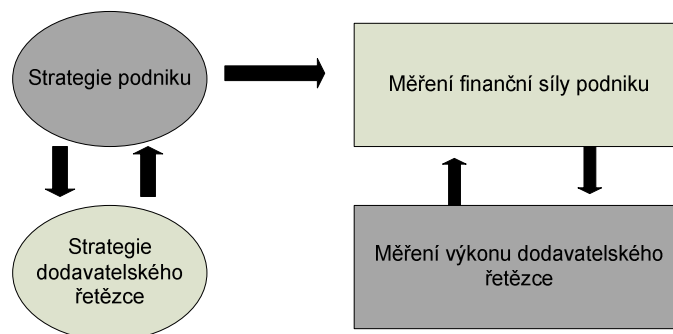 Strategie podniku
Měření finanční síly podniku
Strategie
dodavatelského
řetězce
Měření výkonu dodavatelského
řetězce